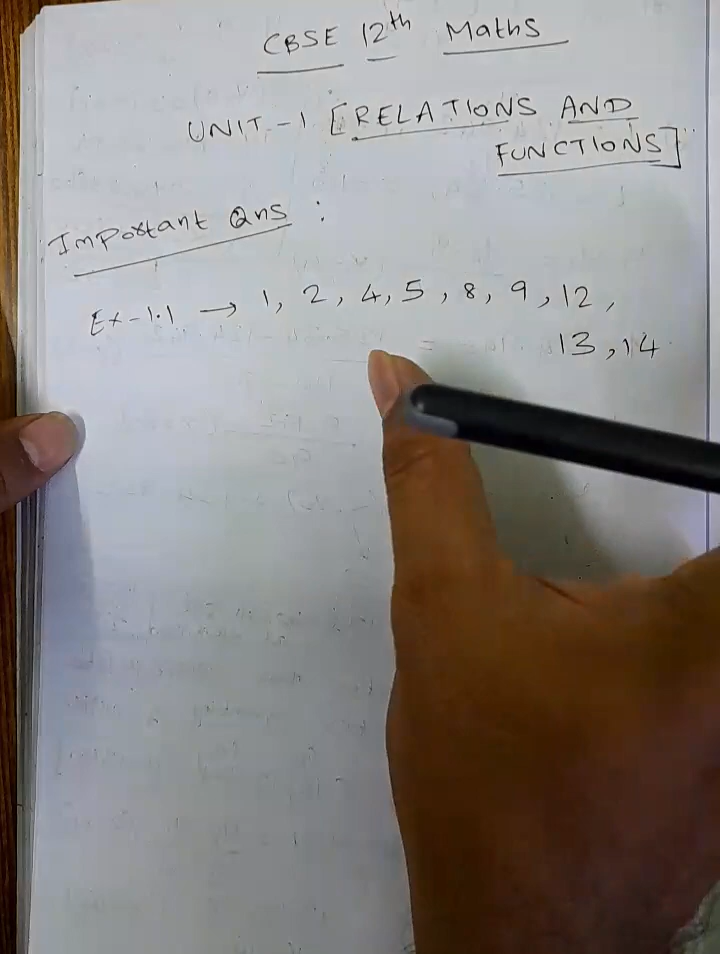 CBSE 12th Maths
UNIT-1 [RELATIONS AND
FUNCTIONS]
Important Qns :
Ex-1.1 → 1, 2, 4, 5, 8, 9, 12,
13, 14